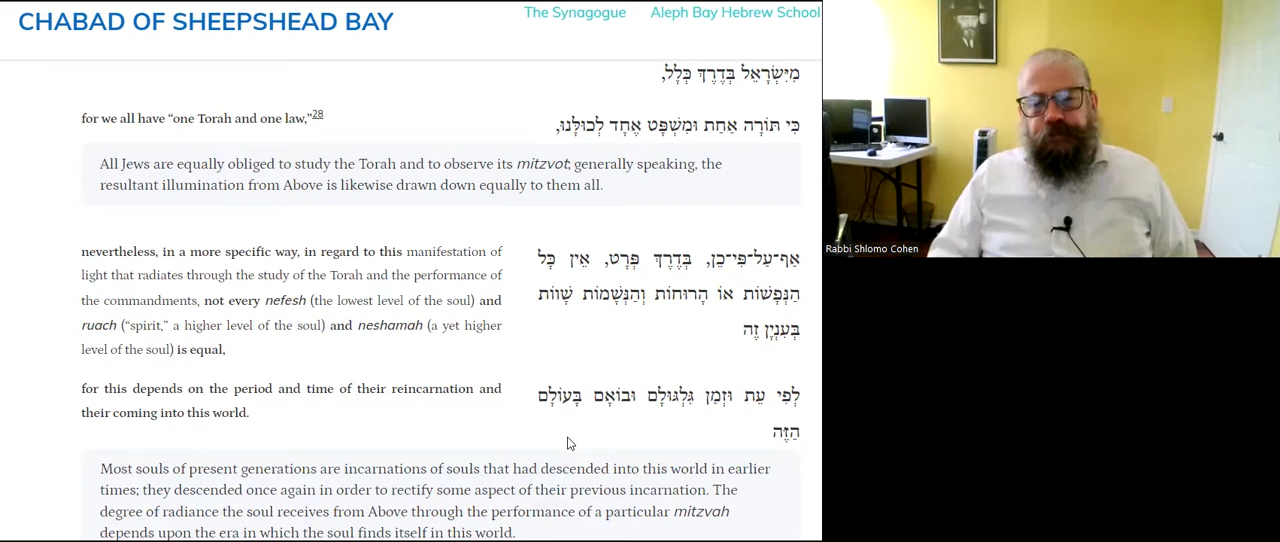 CHABAD OF SHEEPSHEAD BAY
The Synagogue
Aleph Bay Hebrew School
מִיִּשְׂרָאֵל בְּדֶרֶךְ כְּלָל,
for we all have “one Torah and one law,”28
כִּי תּוֹרָה אַחַת וּמִשְׁפָּט אֶחָד לְכוּלָּנוּ,
All Jews are equally obliged to study the Torah and to observe its mitzvot; generally speaking, the
resultant illumination from Above is likewise drawn down equally to them all.
nevertheless, in a more specific way, in regard to this manifestation of
light that radiates through the study of the Torah and the performance of
the commandments, not every nefesh (the lowest level of the soul) and
ruach (“spirit,” a higher level of the soul) and neshamah (a yet higher
level of the soul) is equal,
אַף־עַל־פִּי־כֵן, בְּדֶרֶךְ פְּרָט, אֵין כָּל
הַנְּפָשׁוֹת אוֹ הָרוּחוֹת וְהַנְּשָׁמוֹת שָׁווֹת
בְּעִנְיָן זֶה
for this depends on the period and time of their reincarnation and
their coming into this world.
לְפִי עֵת וּזְמַן גִּלְגּוּלָם וּבוֹאָם בָּעוֹלָם
הַזֶּה
Most souls of present generations are incarnations of souls that had descended into this world in earlier
times; they descended once again in order to rectify some aspect of their previous incarnation. The
degree of radiance the soul receives from Above through the performance of a particular mitzvah
depends upon the era in which the soul finds itself in this world.
Rabbi Shlomo Cohen